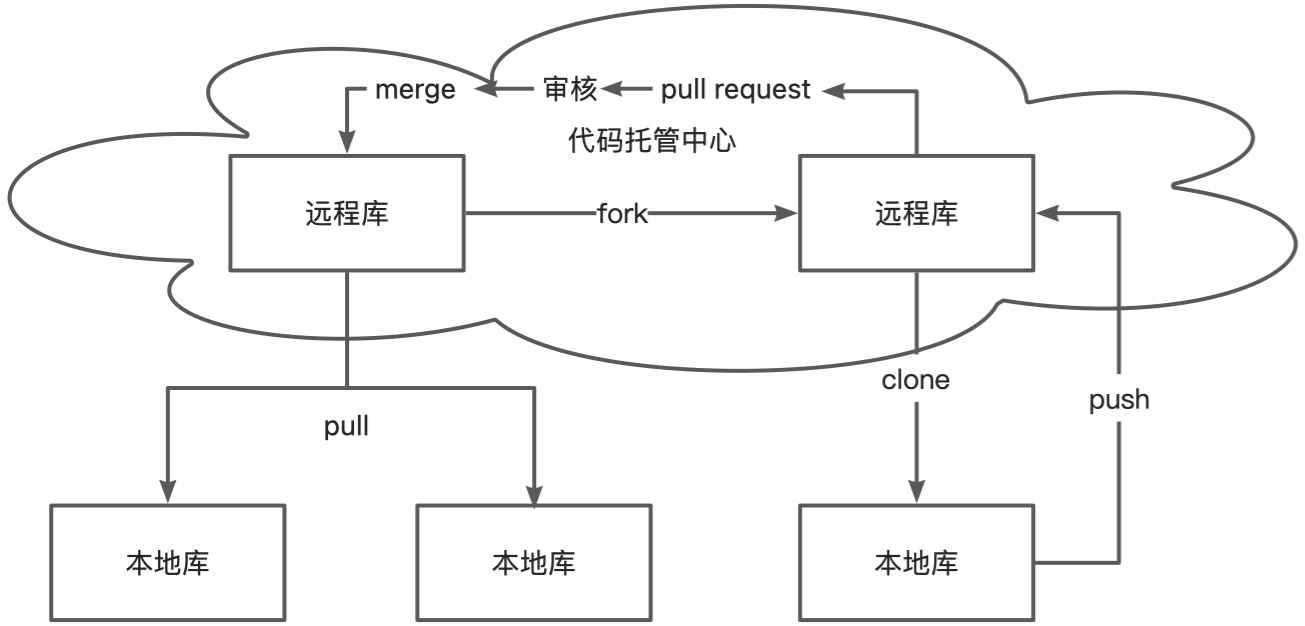 merge 审核 pull request
代码托管中心
远程库 fork 远程库
clone
push
pull
本地库 本地库 本地库